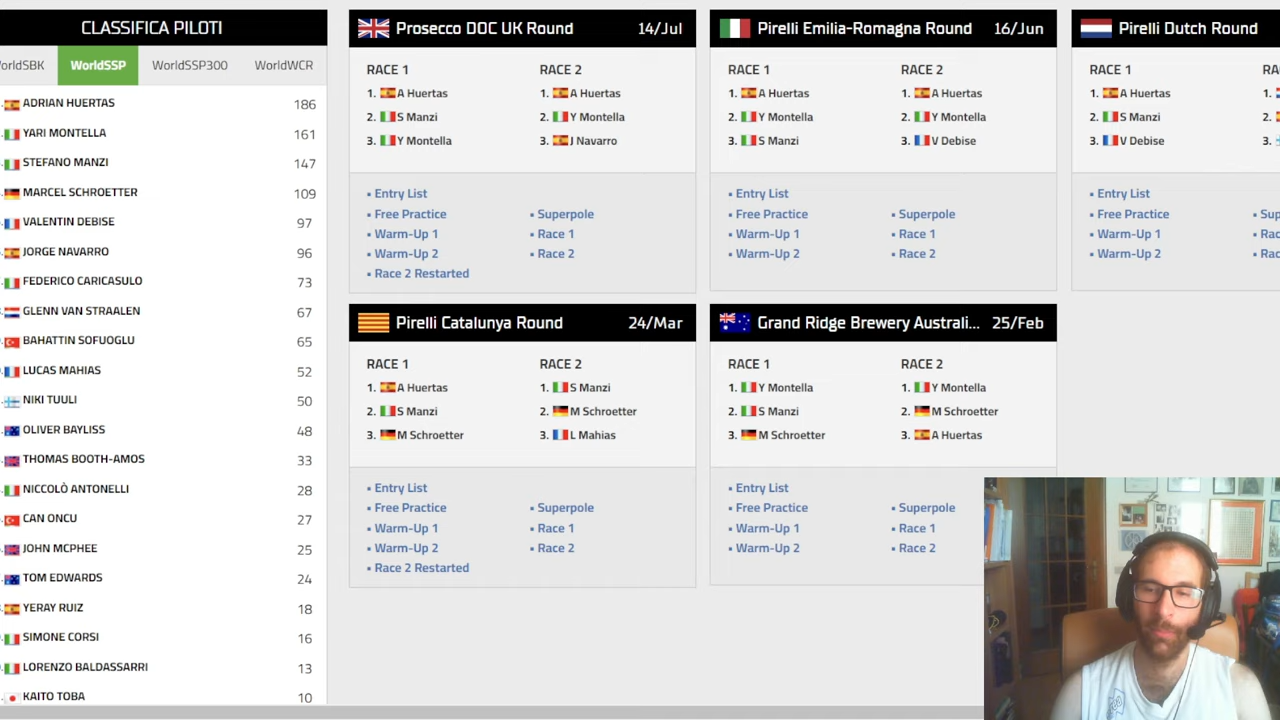 CLASSIFICA PILOTI
orldSBK WorldSSP WorldSSP300 WorldWCR
ADRIAN HUERTAS 186
YARI MONTELLA 161
STEFANO MANZI 147
MARCEL SCHROETTER 109
VALENTIN DEBISE 97
JORGE NAVARRO 96
FEDERICO CARICASULO 73
GLENN VAN STRAALEN 67
BAHATTIN SOFUOGLU 65
LUCAS MAHIAS 52
NIKI TUULI 50
OLIVER BAYLISS 48
THOMAS BOOTH-AMOS 33
NICCOLÒ ANTONELLI 28
CAN ONCU 27
JOHN MCPHEE 25
TOM EDWARDS 24
YERAY RUIZ 18
SIMONE CORSI 16
LORENZO BALDASSARRI 13
KAITO TOBA 10
Prosecco DOC UK Round 14/Jul
RACE 1 RACE 2
1. A Huertas 1. A Huertas
2. S Manzi 2. Y Montella
3. Y Montella 3. J Navarro
▪ Entry List
▪ Free Practice ▪ Superpole
▪ Warm-Up 1 ▪ Race 1
▪ Warm-Up 2 ▪ Race 2
▪ Race 2 Restarted
Pirelli Emilia-Romagna Round 16/Jun
RACE 1 RACE 2
1. A Huertas 1. A Huertas
2. Y Montella 2. Y Montella
3. S Manzi 3. V Debise
▪ Entry List
▪ Free Practice ▪ Superpole
▪ Warm-Up 1 ▪ Race 1
▪ Warm-Up 2 ▪ Race 2
Pirelli Dutch Round
RACE 1 RA
1. A Huertas 1.
2. S Manzi 2.
3. V Debise 3.
▪ Entry List
▪ Free Practice ▪ Sup
▪ Warm-Up 1 ▪ Rac
▪ Warm-Up 2 ▪ Rac
Pirelli Catalunya Round 24/Mar
RACE 1 RACE 2
1. A Huertas 1. S Manzi
2. S Manzi 2. M Schroetter
3. M Schroetter 3. L Mahias
▪ Entry List
▪ Free Practice ▪ Superpole
▪ Warm-Up 1 ▪ Race 1
▪ Warm-Up 2 ▪ Race 2
▪ Race 2 Restarted
Grand Ridge Brewery Australi... 25/Feb
RACE 1 RACE 2
1. Y Montella 1. Y Montella
2. S Manzi 2. M Schroetter
3. M Schroetter 3. A Huertas
▪ Entry List
▪ Free Practice ▪ Superpole
▪ Warm-Up 1 ▪ Race 1
▪ Warm-Up 2 ▪ Race 2